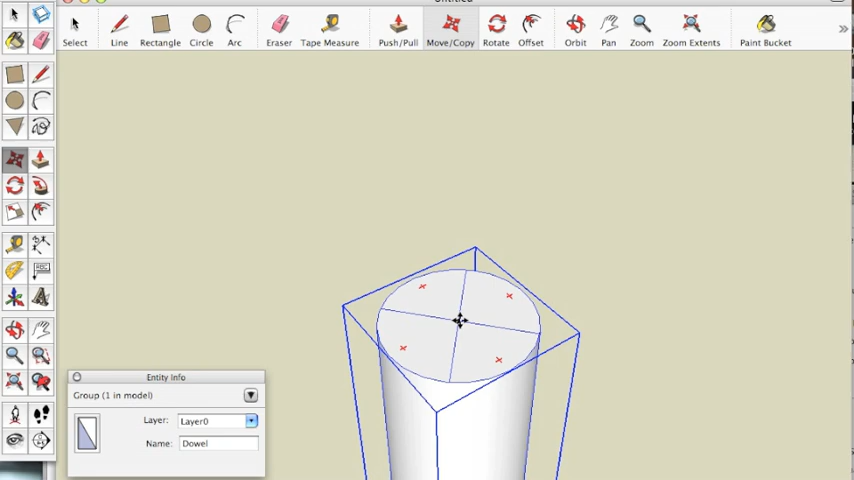 Untitled
Select Line Rectangle Circle Arc Eraser Tape Measure Push/Pull Move/Copy Rotate Offset Orbit Pan Zoom Zoom Extents Paint Bucket
Entity Info
Group (1 in model)
Layer: Layer0
Name: Dowel